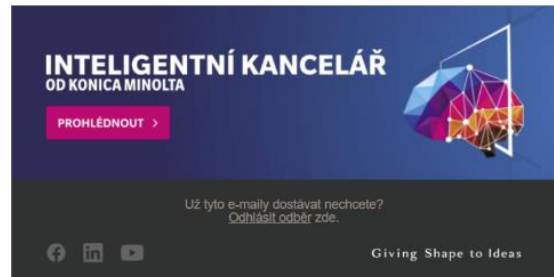 INTELIGENTNÍ KANCELÁŘ
OD KONICA MINOLTA
PROHLÉDNOUT >
Už tyto e-maily dostávat nechcete?
Odhlásit odběr zde.
Giving Shape to Ideas